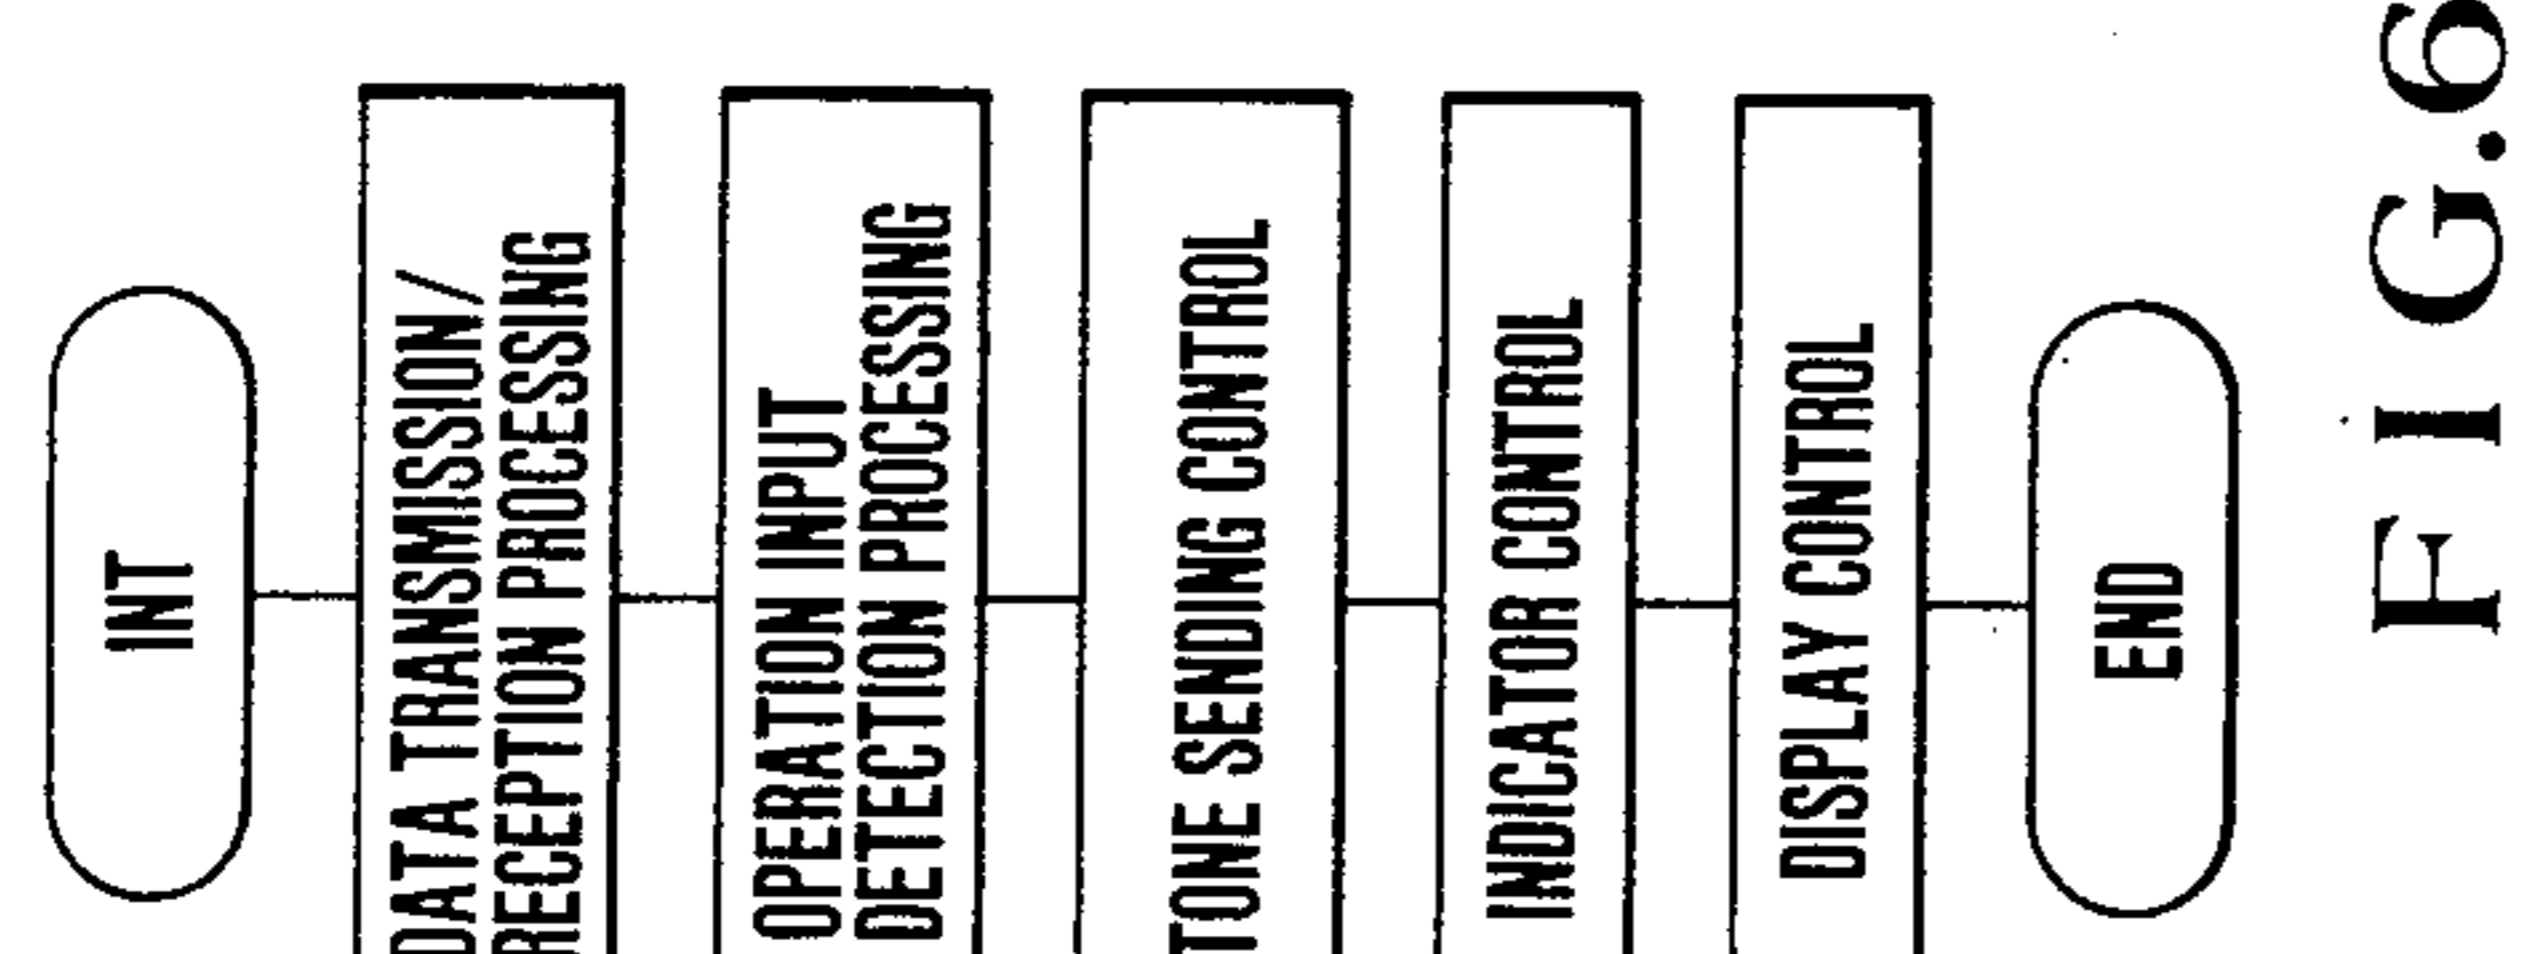 INT
DATA TRANSMISSION/
RECEPTION PROCESSING
OPERATION INPUT
DETECTION PROCESSING
TONE SENDING CONTROL
INDICATOR CONTROL
DISPLAY CONTROL
END
FIG.6